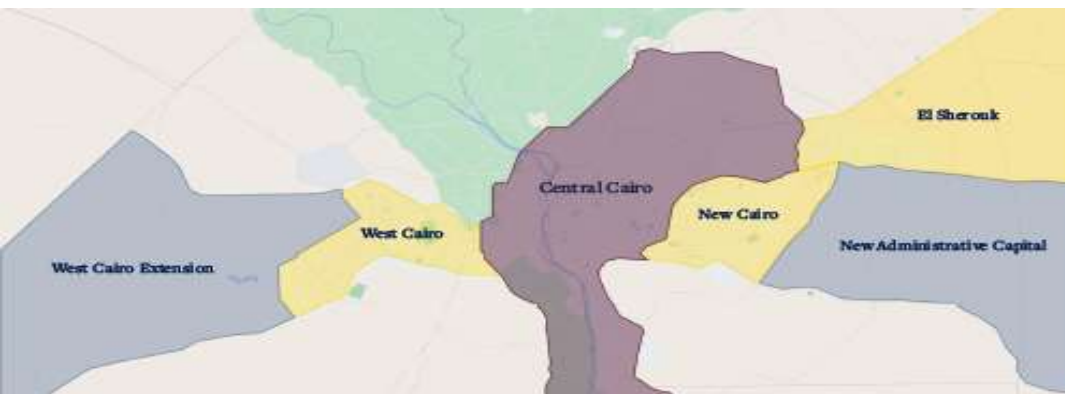 El Sherouk
Central Cairo
New Cairo
West Cairo
New Administrative Capital
West Cairo Extension